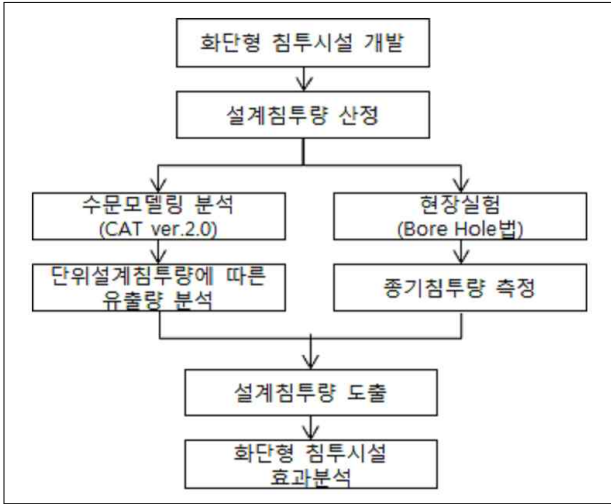 화단형 침투시설 개발
설계침투량 산정
수문모델링 분석
(CAT ver.2.0)
현장실험
(Bore Hole법)
단위설계침투량에 따른
유출량 분석
종기침투량 측정
설계침투량 도출
화단형 침투시설
효과분석